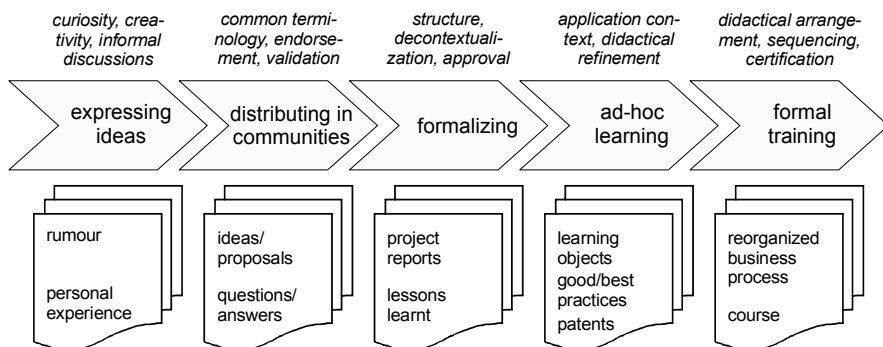 curiosity, crea-
tivity, informal
discussions
common termi-
nology, endorse-
ment, validation
structure,
decontextuali-
zation, approval
application con-
text, didactical
refinement
didactical arrange-
ment, sequencing,
certification
expressing
ideas
distributing in
communities
formalizing
ad-hoc
learning
formal
training
rumour
personal
experience
ideas/
proposals
questions/
answers
project
reports
lessons
learnt
learning
objects
good/best
practices
patents
reorganized
business
process
course